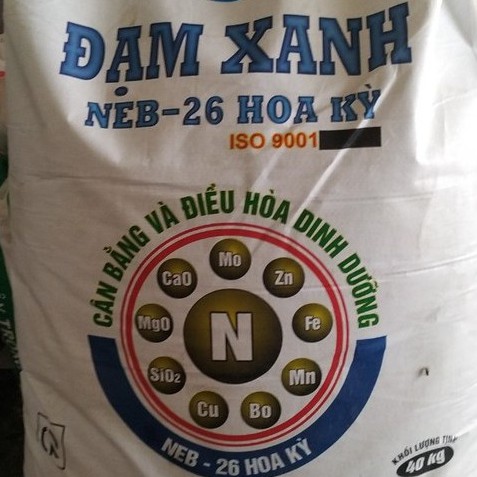 ĐẠM XANH
NEB-26 HOA KỲ
ISO 9001
CÂN BẰNG VÀ ĐIỀU HÒA DINH DƯỠNG
Mo
CaO
Zn
MgO
N
Fe
SiO₂
Mn
Cu
Bo
NEB - 26 HOA KỲ
KHỐI LƯỢNG TỊNH
40 kg